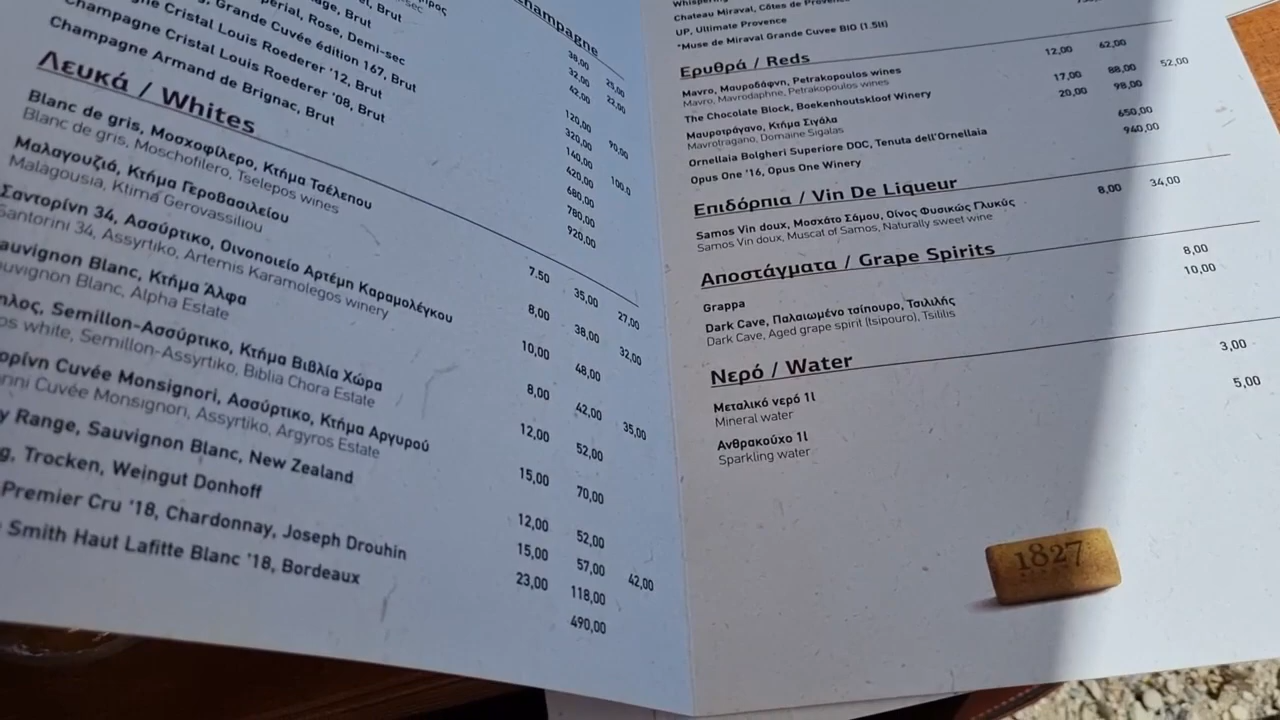 Brut
Rose, Demi-sec
Grande Cuvée édition 167, Brut
Cristal Louis Roederer '12, Brut
Champagne Cristal Louis Roederer '08, Brut
Champagne Armand de Brignac, Brut
Champagne
38,00 25,00
32,00 22,00
42,00
120,00
320,00 90,00
140,00
420,00 100.0
680,00
780,00
920,00
Λευκά / Whites
Blanc de gris, Μοσχοφίλερο, Κτήμα Τσέλεπου
Blanc de gris, Moschofilero, Tselepos wines
Μαλαγουζιά, Κτήμα Γεροβασιλείου
Malagousia, Ktima Gerovassiliou
Σαντορίνη 34, Ασσύρτικο, Οινοποιείο Αρτέμη Καραμολέγκου
Santorini 34, Assyrtiko, Artemis Karamolegos winery
Sauvignon Blanc, Κτήμα Άλφα
Sauvignon Blanc, Alpha Estate
Semillon-Ασσύρτικο, Κτήμα Βιβλία Χώρα
white, Semillon-Assyrtiko, Biblia Chora Estate
Cuvée Monsignori, Ασσύρτικο, Κτήμα Αργυρού
Cuvée Monsignori, Assyrtiko, Argyros Estate
Range, Sauvignon Blanc, New Zealand
Trocken, Weingut Donhoff
Premier Cru '18, Chardonnay, Joseph Drouhin
Smith Haut Lafitte Blanc '18, Bordeaux
7.50 35,00 27,00
8,00 38,00 32,00
10,00 48,00
8,00 42,00 35,00
12,00 52,00
15,00 70,00
12,00 52,00
15,00 57,00 42,00
23,00 118,00
490,00
Chateau Miraval, Côtes de Provence
UP, Ultimate Provence
*Muse de Miraval Grande Cuvee BIO (1.5lt)
Ερυθρά / Reds
Mavro, Μαυροδάφνη, Petrakopoulos wines
Mavro, Mavrodaphne, Petrakopoulos wines
The Chocolate Block, Boekenhoutskloof Winery
Μαυροτράγανο, Κτήμα Σιγάλα
Mavrotragano, Domaine Sigalas
Ornellaia Bolgheri Superiore DOC, Tenuta dell'Ornellaia
Opus One '16, Opus One Winery
12,00 62,00
17,00 88,00 52,00
20,00 98,00
650,00
940,00
Επιδόρπια / Vin De Liqueur
Samos Vin doux, Μοσχάτο Σάμου, Οίνος Φυσικώς Γλυκύς
Samos Vin doux, Muscat of Samos, Naturally sweet wine
8,00 34,00
Αποστάγματα / Grape Spirits
Grappa
8,00
Dark Cave, Παλαιωμένο τσίπουρο, Τσιλιλής
Dark Cave, Aged grape spirit (tsipouro), Tsililis
10,00
Νερό / Water
Μεταλικό νερό 1l
Mineral water
3,00
Ανθρακούχο 1l
Sparkling water
5,00
1827